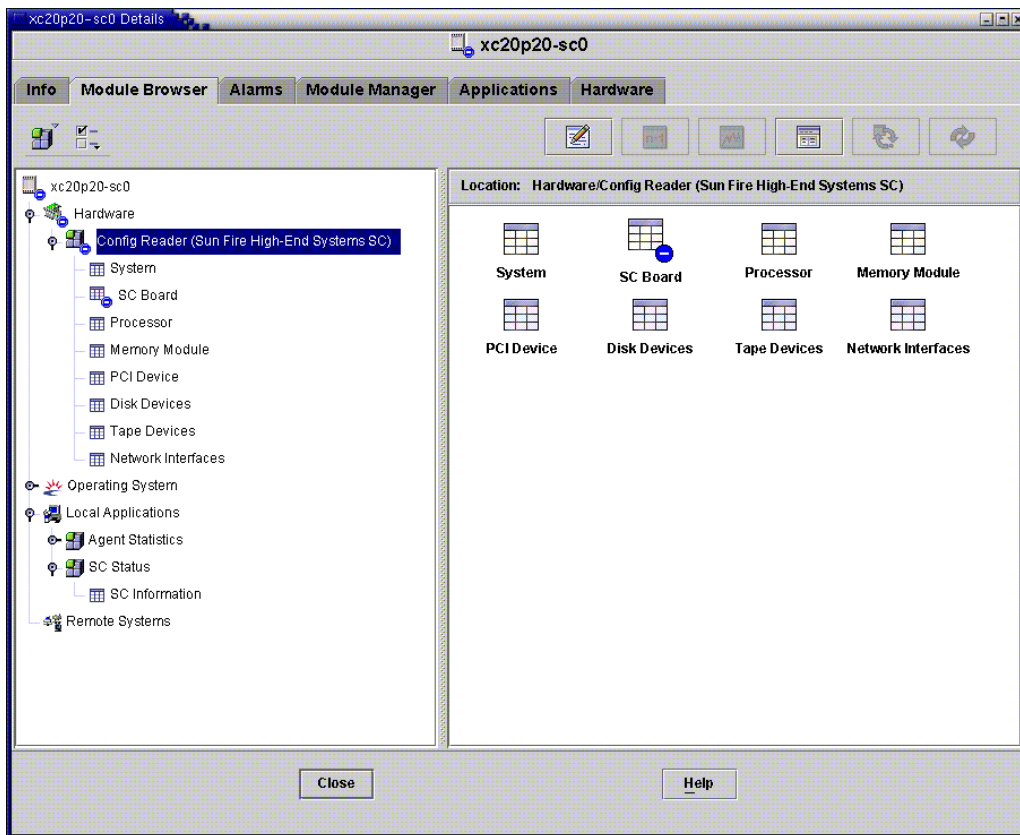 xc20p20-sc0 Details
xc20p20-sc0
Info Module Browser Alarms Module Manager Applications Hardware
xc20p20-sc0
Hardware
Config Reader (Sun Fire High-End Systems SC)
System
SC Board
Processor
Memory Module
PCI Device
Disk Devices
Tape Devices
Network Interfaces
Operating System
Local Applications
Agent Statistics
SC Status
SC Information
Remote Systems
Location: Hardware/Config Reader (Sun Fire High-End Systems SC)
System SC Board Processor Memory Module
PCI Device Disk Devices Tape Devices Network Interfaces
Close Help